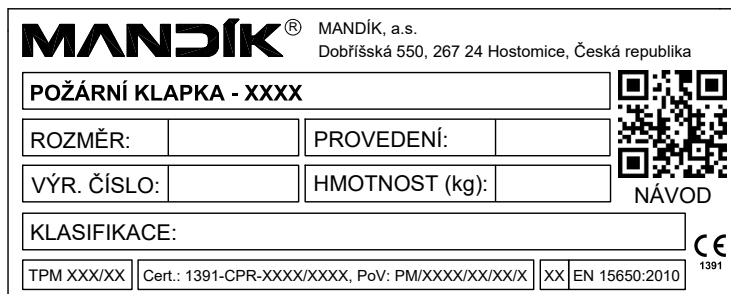 MANDÍK® MANDÍK, a.s.
Dobříšská 550, 267 24 Hostomice, Česká republika
POŽÁRNÍ KLAPKA - XXXX
ROZMĚR: PROVEDENÍ:
VÝR. ČÍSLO: HMOTNOST (kg):
NÁVOD
KLASIFIKACE:
TPM XXX/XX Cert.: 1391-CPR-XXXX/XXXX, PoV: PM/XXXX/XX/XX/X XX EN 15650:2010
CE
1391